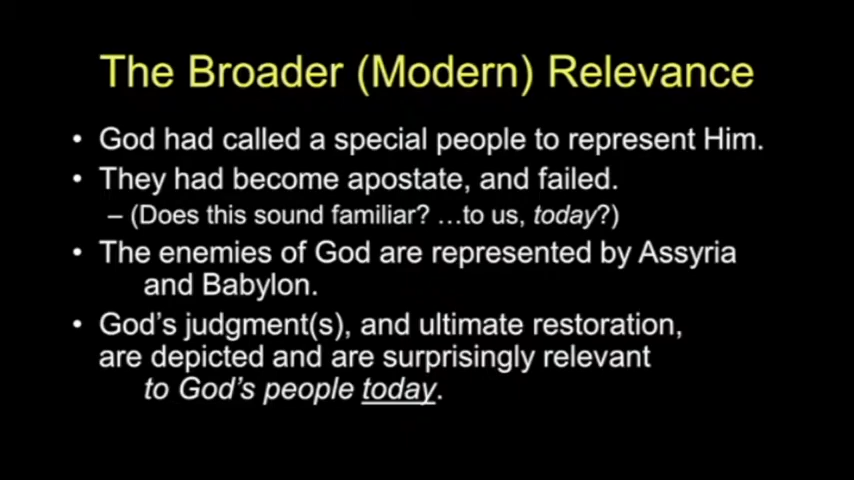 The Broader (Modern) Relevance
• God had called a special people to represent Him.
• They had become apostate, and failed.
– (Does this sound familiar? …to us, today?)
• The enemies of God are represented by Assyria
and Babylon.
• God's judgment(s), and ultimate restoration,
are depicted and are surprisingly relevant
to God's people today.